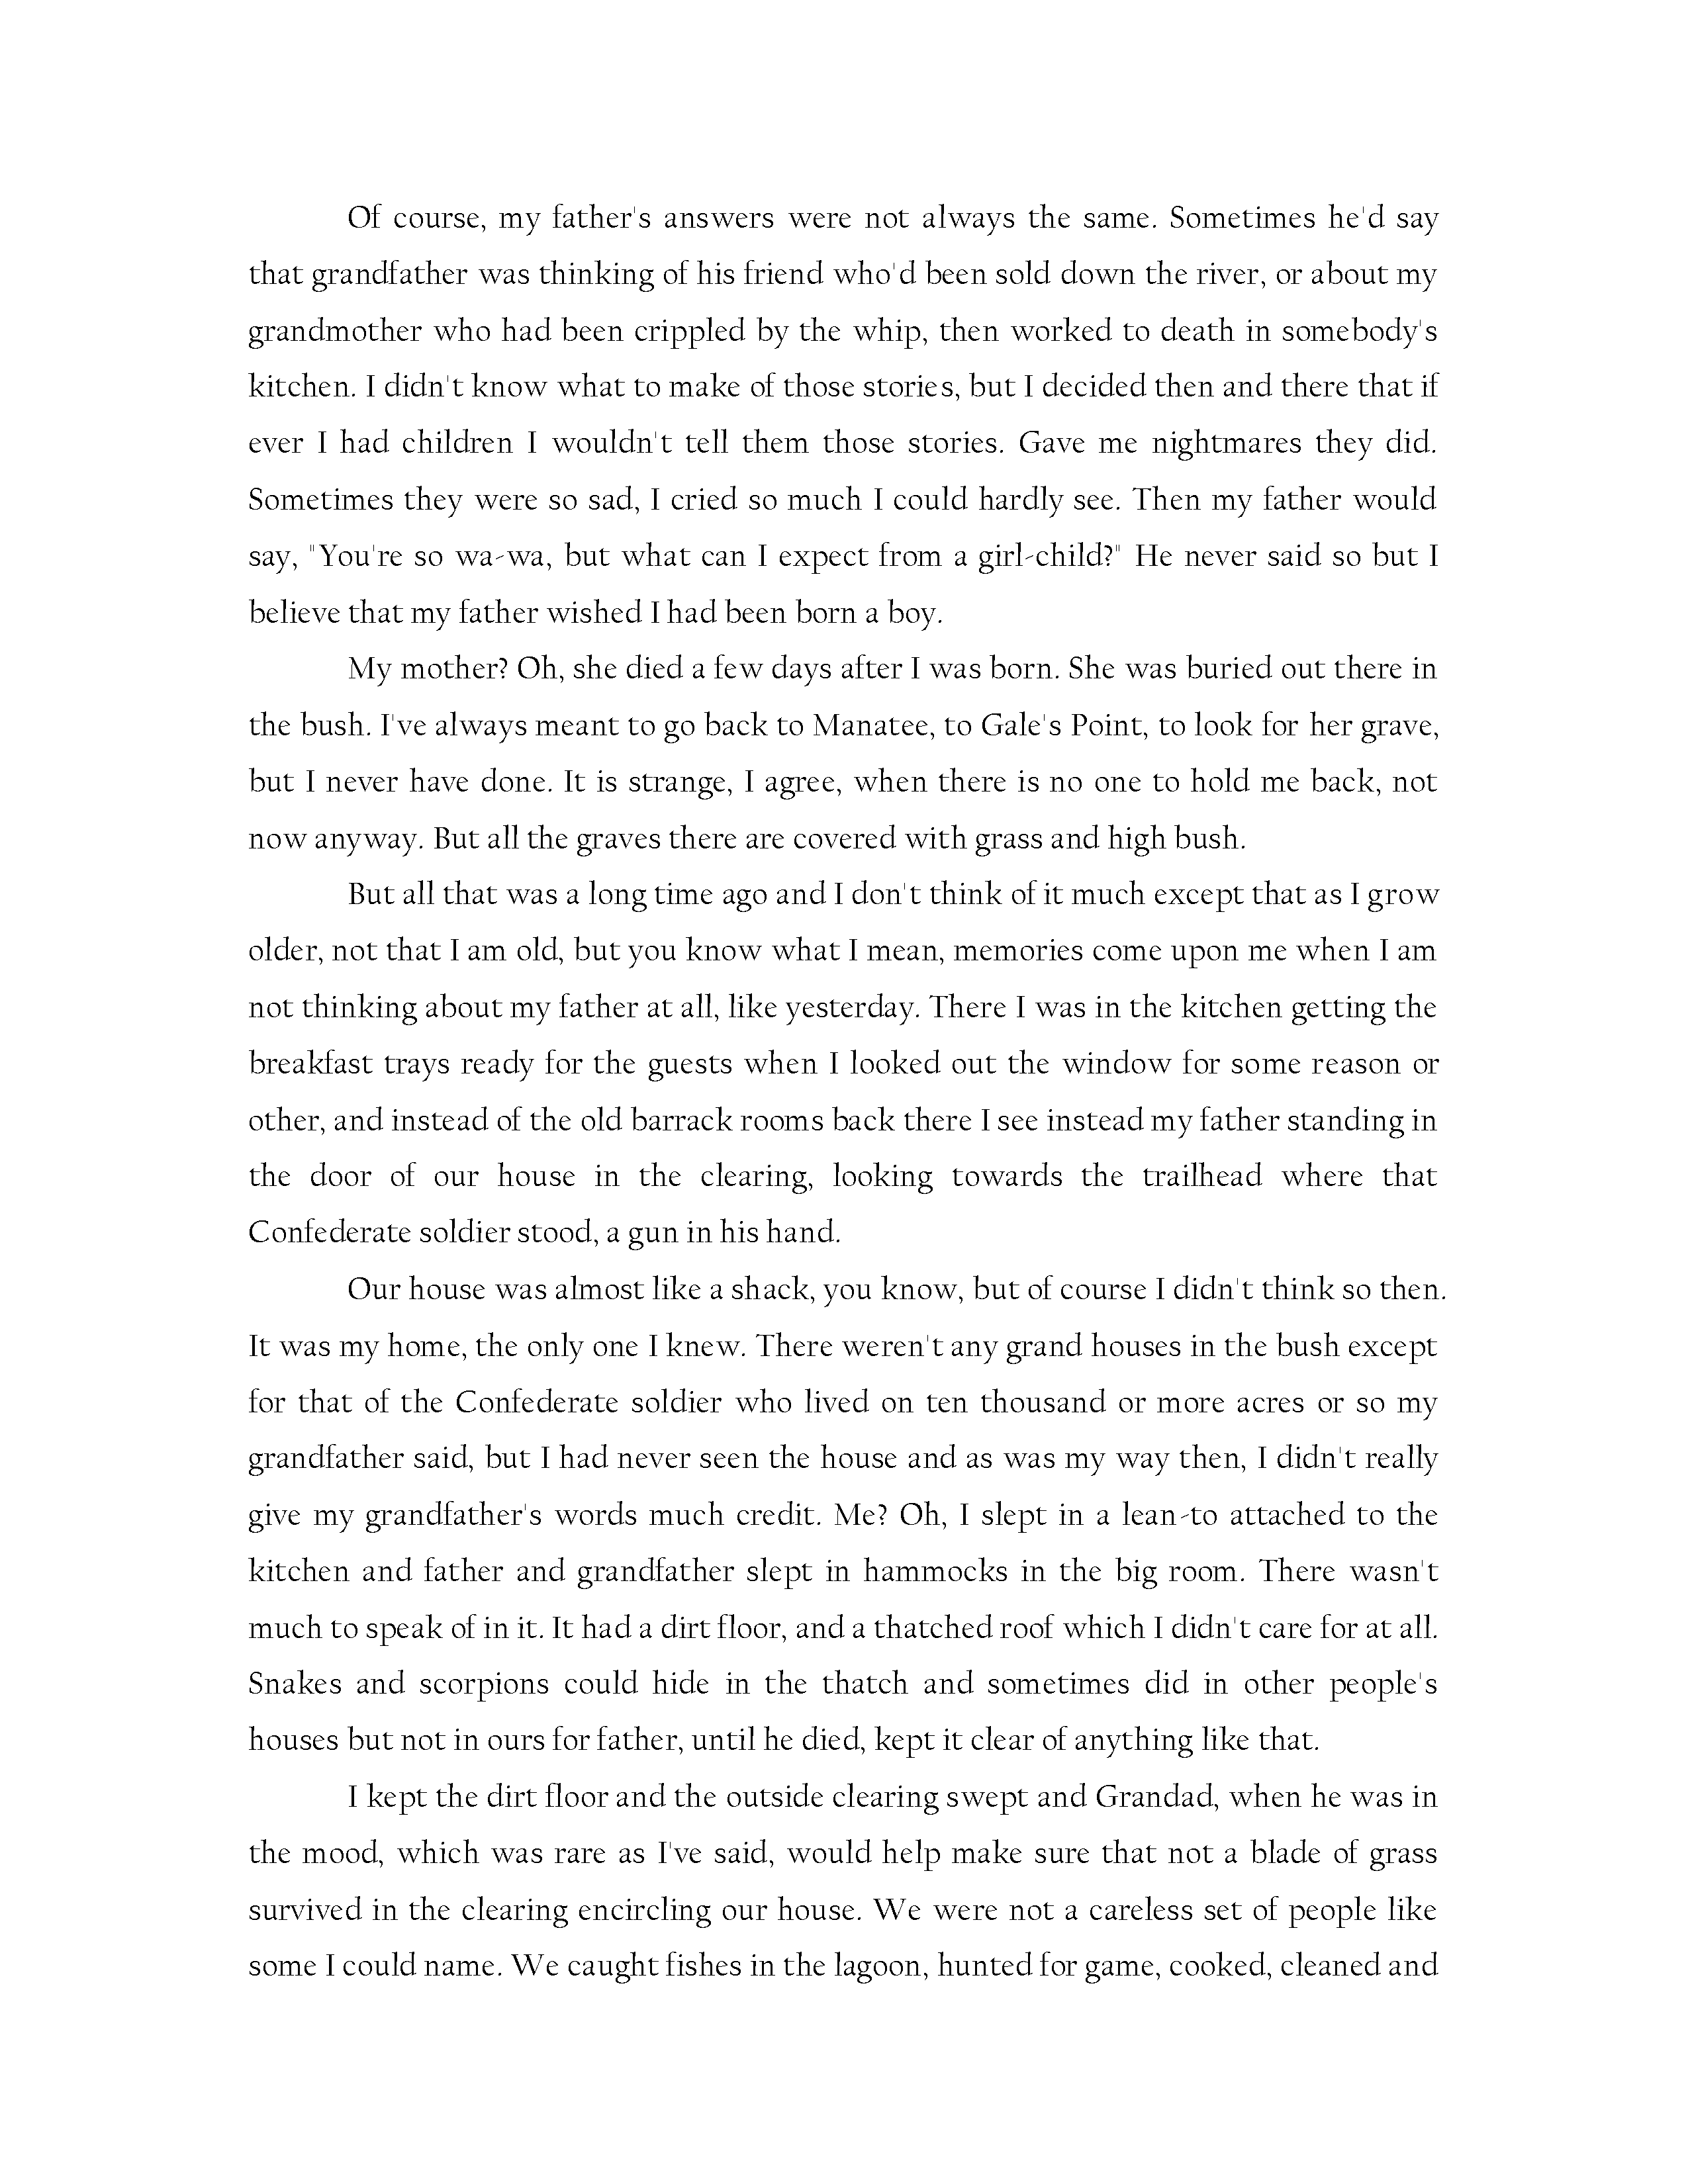 Of course, my father's answers were not always the same. Sometimes he'd say
that grandfather was thinking of his friend who'd been sold down the river, or about my
grandmother who had been crippled by the whip, then worked to death in somebody's
kitchen. I didn't know what to make of those stories, but I decided then and there that if
ever I had children I wouldn't tell them those stories. Gave me nightmares they did.
Sometimes they were so sad, I cried so much I could hardly see. Then my father would
say, "You're so wa-wa, but what can I expect from a girl-child?" He never said so but I
believe that my father wished I had been born a boy.
My mother? Oh, she died a few days after I was born. She was buried out there in
the bush. I've always meant to go back to Manatee, to Gale's Point, to look for her grave,
but I never have done. It is strange, I agree, when there is no one to hold me back, not
now anyway. But all the graves there are covered with grass and high bush.
But all that was a long time ago and I don't think of it much except that as I grow
older, not that I am old, but you know what I mean, memories come upon me when I am
not thinking about my father at all, like yesterday. There I was in the kitchen getting the
breakfast trays ready for the guests when I looked out the window for some reason or
other, and instead of the old barrack rooms back there I see instead my father standing in
the door of our house in the clearing, looking towards the trailhead where that
Confederate soldier stood, a gun in his hand.
Our house was almost like a shack, you know, but of course I didn't think so then.
It was my home, the only one I knew. There weren't any grand houses in the bush except
for that of the Confederate soldier who lived on ten thousand or more acres or so my
grandfather said, but I had never seen the house and as was my way then, I didn't really
give my grandfather's words much credit. Me? Oh, I slept in a lean-to attached to the
kitchen and father and grandfather slept in hammocks in the big room. There wasn't
much to speak of in it. It had a dirt floor, and a thatched roof which I didn't care for at all.
Snakes and scorpions could hide in the thatch and sometimes did in other people's
houses but not in ours for father, until he died, kept it clear of anything like that.
I kept the dirt floor and the outside clearing swept and Grandad, when he was in
the mood, which was rare as I've said, would help make sure that not a blade of grass
survived in the clearing encircling our house. We were not a careless set of people like
some I could name. We caught fishes in the lagoon, hunted for game, cooked, cleaned and